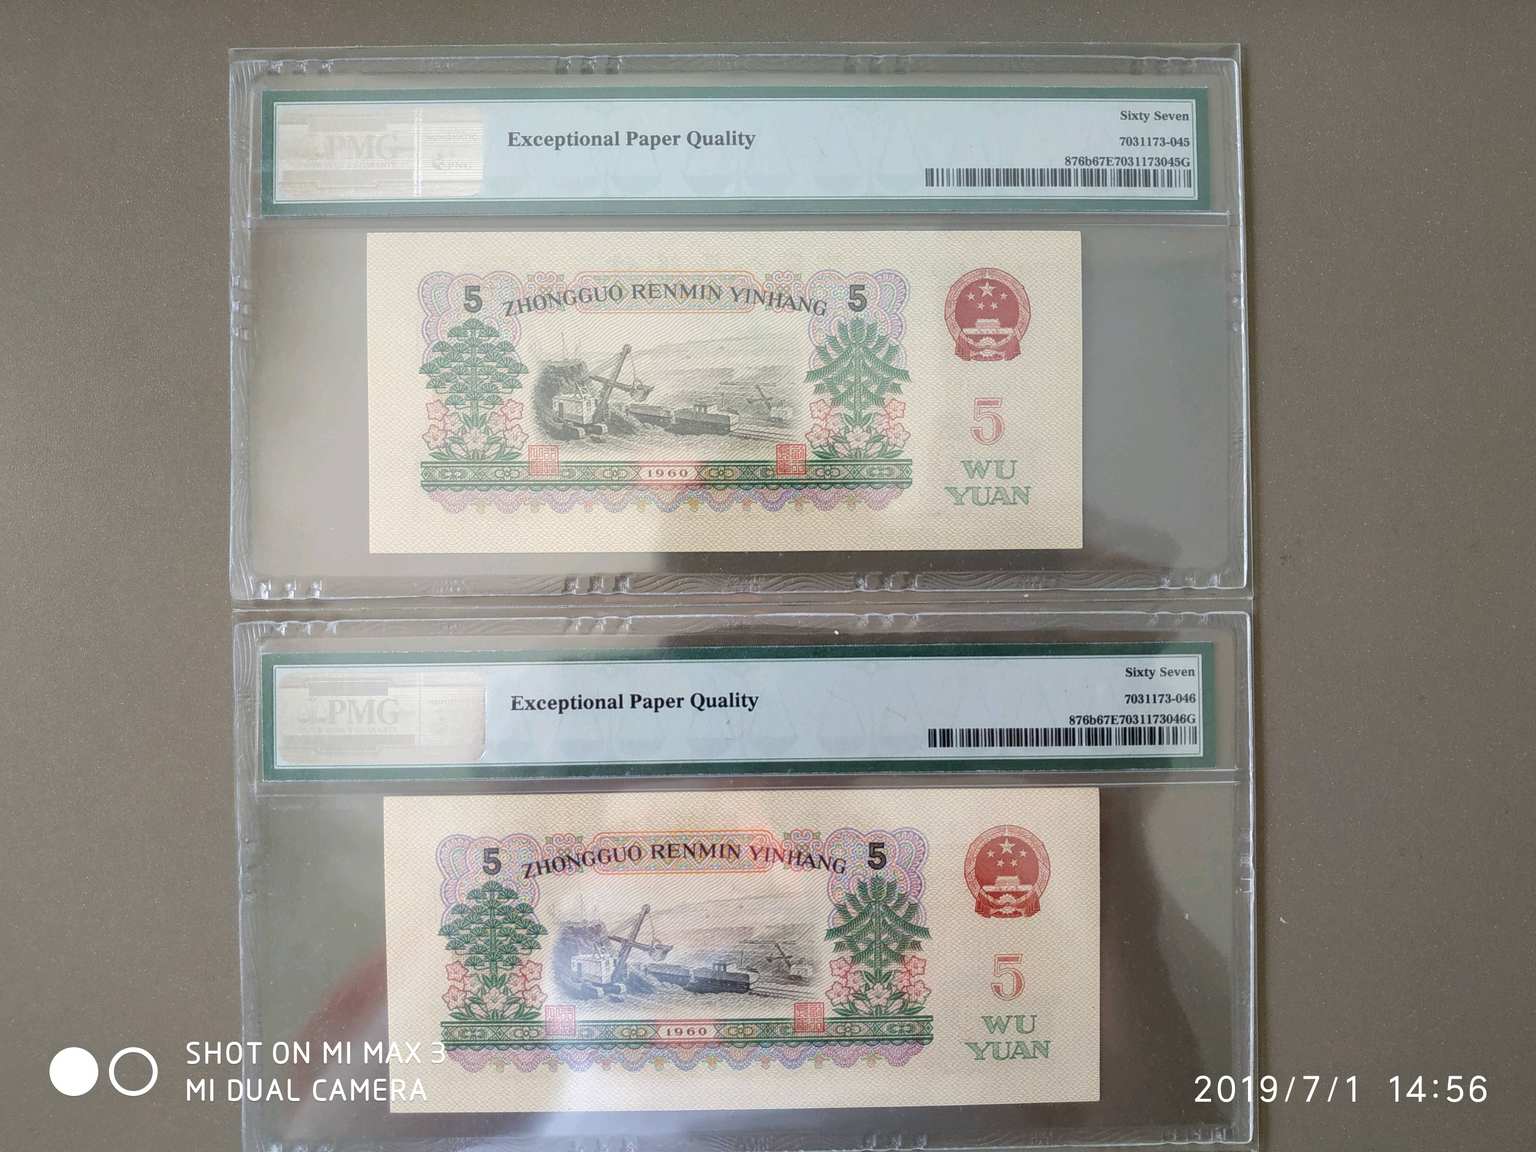 PMG
Exceptional Paper Quality
Sixty Seven
7031173-045
876b67E7031173045G
5
ZHONGGUO RENMIN YINHANG
5
1960
5
WU
YUAN
PMG
Exceptional Paper Quality
Sixty Seven
7031173-046
876b67E7031173046G
5
ZHONGGUO RENMIN YINHANG
5
1960
5
WU
YUAN
SHOT ON MI MAX 3
MI DUAL CAMERA
2019/7/1 14:56